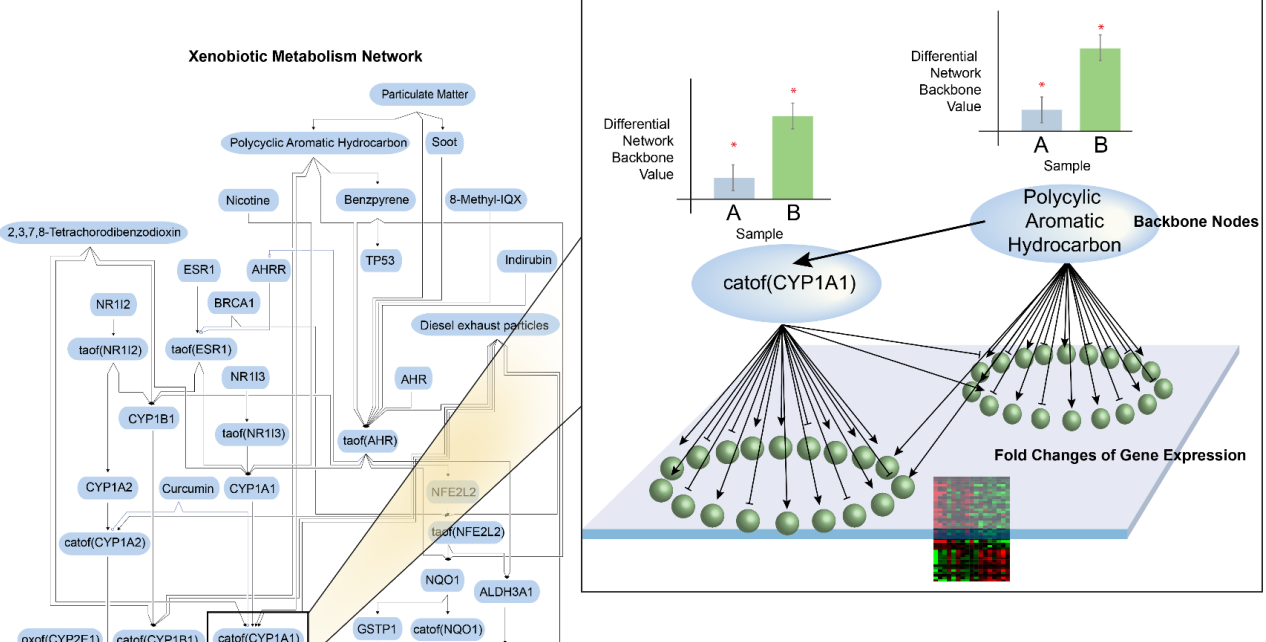 Xenobiotic Metabolism Network
Particulate Matter
Polycyclic Aromatic Hydrocarbon
Soot
Nicotine
Benzpyrene
8-Methyl-IQX
2,3,7,8-Tetrachorodibenzodioxin
TP53
Indirubin
ESR1
AHRR
NR1I2
BRCA1
Diesel exhaust particles
taof(NR1I2)
taof(ESR1)
NR1I3
AHR
CYP1B1
taof(NR1I3)
taof(AHR)
CYP1A2
Curcumin
CYP1A1
NFE2L2
catof(CYP1A2)
taof(NFE2L2)
NQO1
ALDH3A1
oxof(CYP2E1)
catof(CYP1B1)
catof(CYP1A1)
GSTP1
catof(NQO1)
Differential
Network
Backbone
Value
*
*
A
B
Sample
Differential
Network
Backbone
Value
*
*
A
B
Sample
Polycylic
Aromatic
Hydrocarbon
Backbone Nodes
catof(CYP1A1)
Fold Changes of Gene Expression